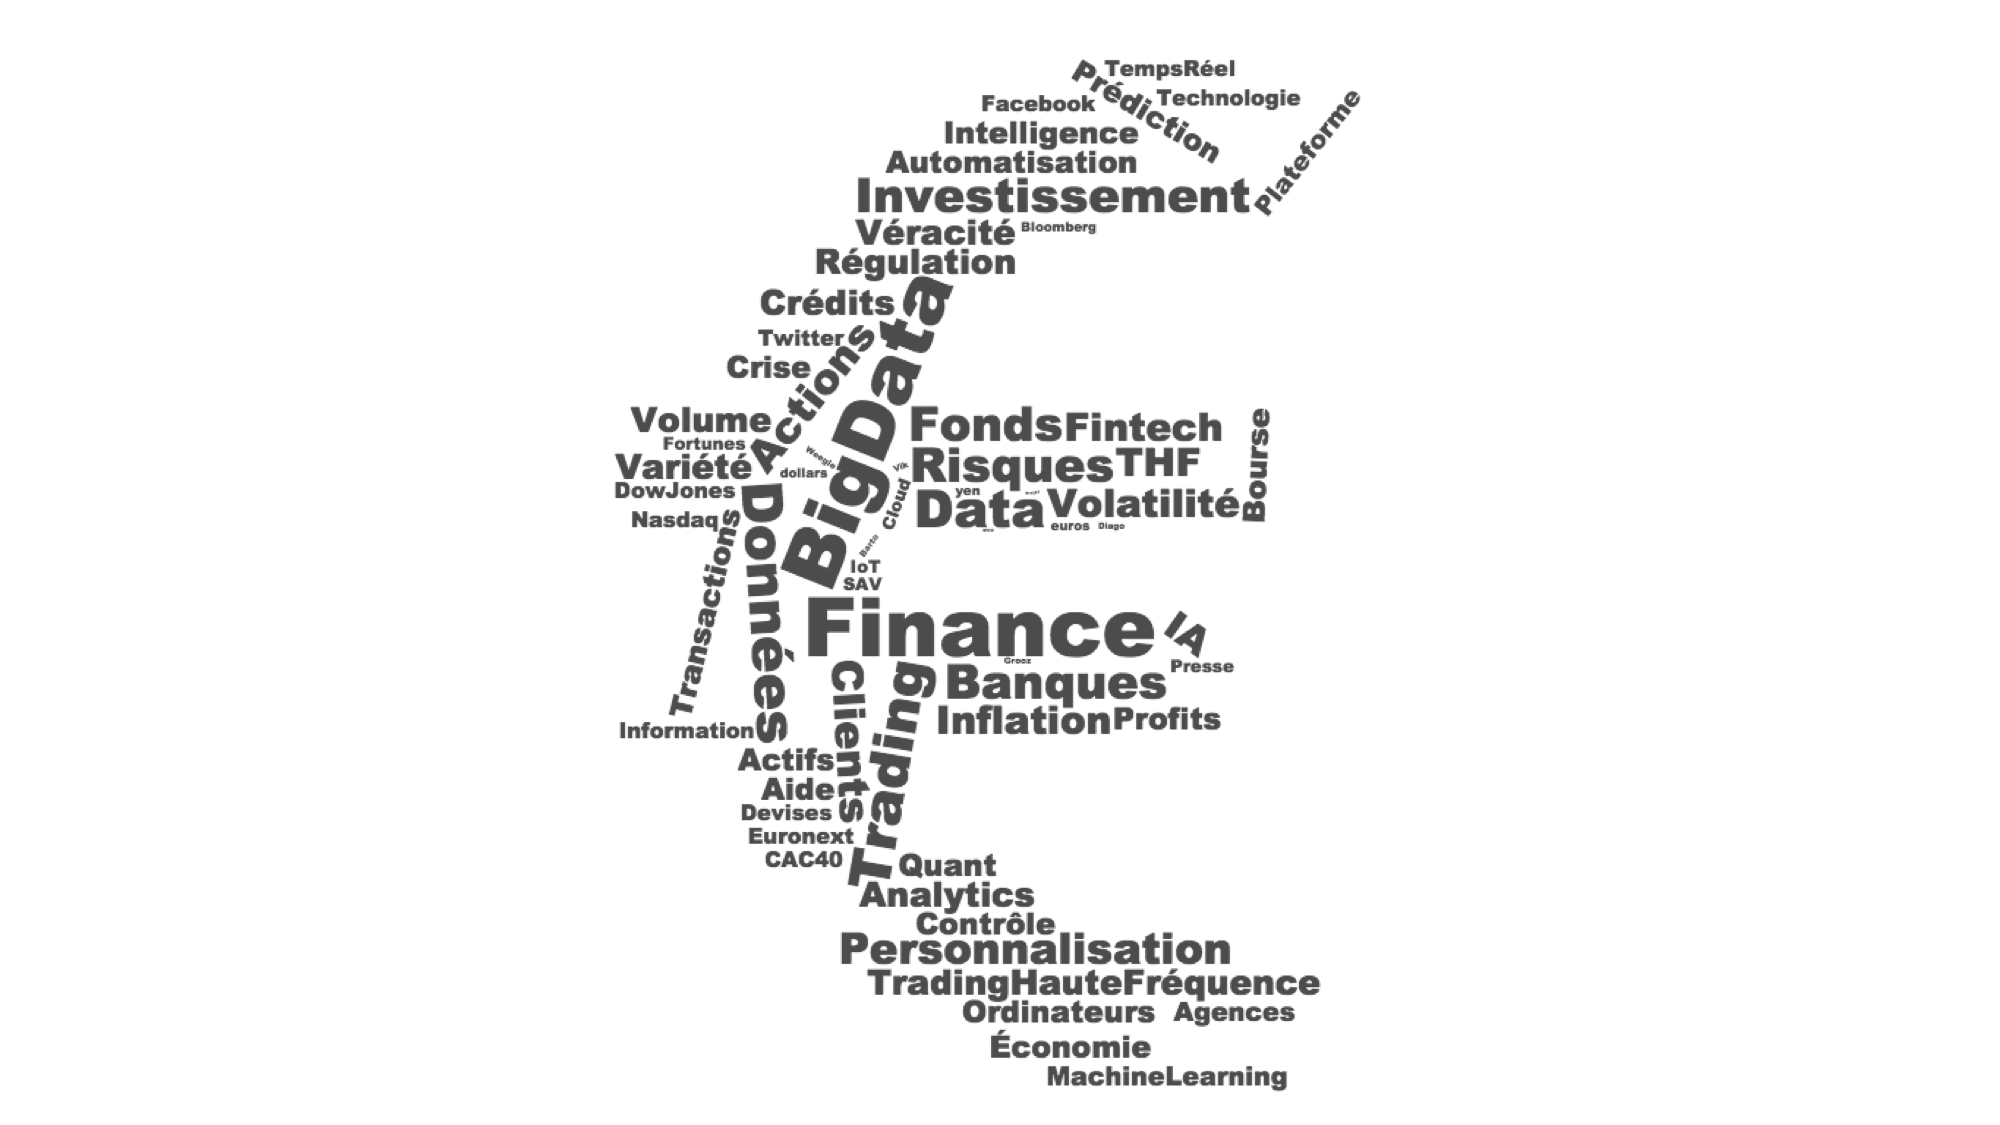 TempsRéel
Prédiction
Technologie
Facebook
Plateforme
Intelligence
Automatisation
Investissement
Véracité
Bloomberg
Régulation
Crédits
BigData
Twitter
Actions
Crise
Volume
Fonds
Fintech
Bourse
Fortunes
Weegle
Variété
dollars
Vik
Risques
THF
DowJones
Données
Cloud
yen
Data
Volatilité
Nasdaq
Transactions
euros
Diago
Barto
IoT
SAV
Finance
IA
Grooz
Presse
Clients
Trading
Banques
Inflation
Profits
Information
Actifs
Aide
Devises
Euronext
CAC40
Quant
Analytics
Contrôle
Personnalisation
TradingHauteFréquence
Ordinateurs
Agences
Économie
MachineLearning